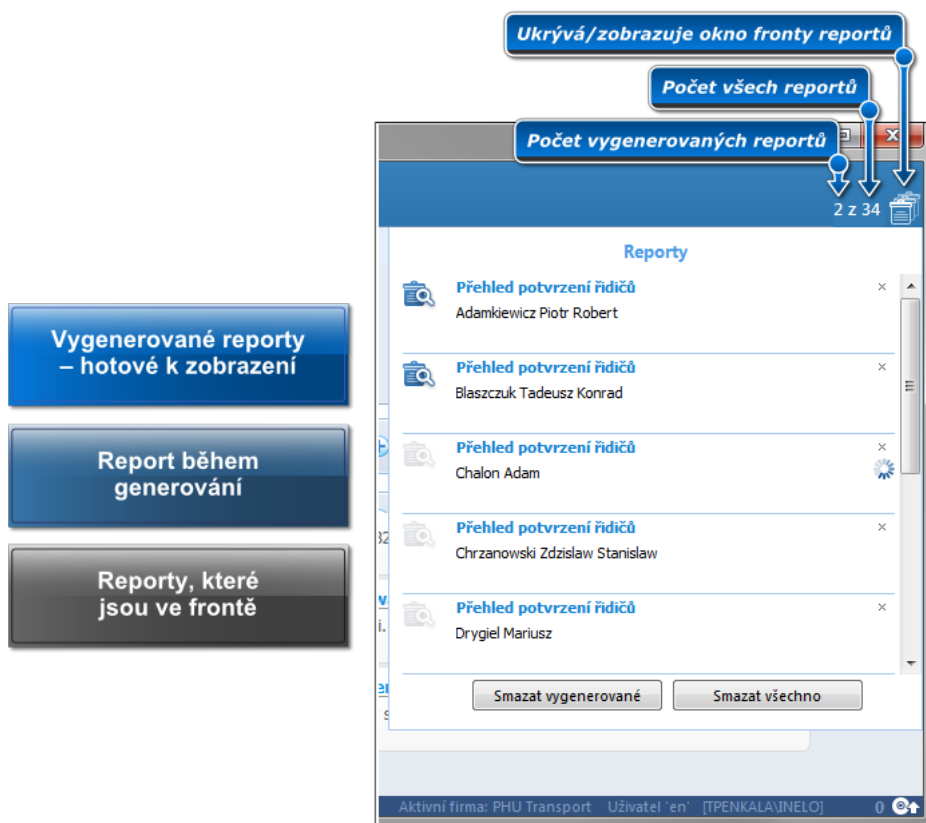 Ukrývá/zobrazuje okno fronty reportů
Počet všech reportů
Počet vygenerovaných reportů
2 z 34
Reporty
Přehled potvrzení řidičů
Adamkiewicz Piotr Robert
Přehled potvrzení řidičů
Blaszczuk Tadeusz Konrad
Přehled potvrzení řidičů
Chalon Adam
Přehled potvrzení řidičů
Chrzanowski Zdzislaw Stanislaw
Přehled potvrzení řidičů
Drygiel Mariusz
Smazat vygenerované
Smazat všechno
Vygenerované reporty
– hotové k zobrazení
Report během
generování
Reporty, které
jsou ve frontě
Aktivní firma: PHU Transport Uživatel 'en' [TPENKALA\INELO] 0